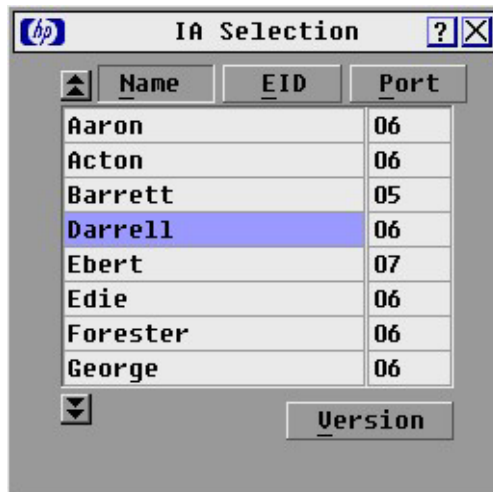 hp IA Selection ? X
Name EID Port
Aaron 06
Acton 06
Barrett 05
Darrell 06
Ebert 07
Edie 06
Forester 06
George 06
Version